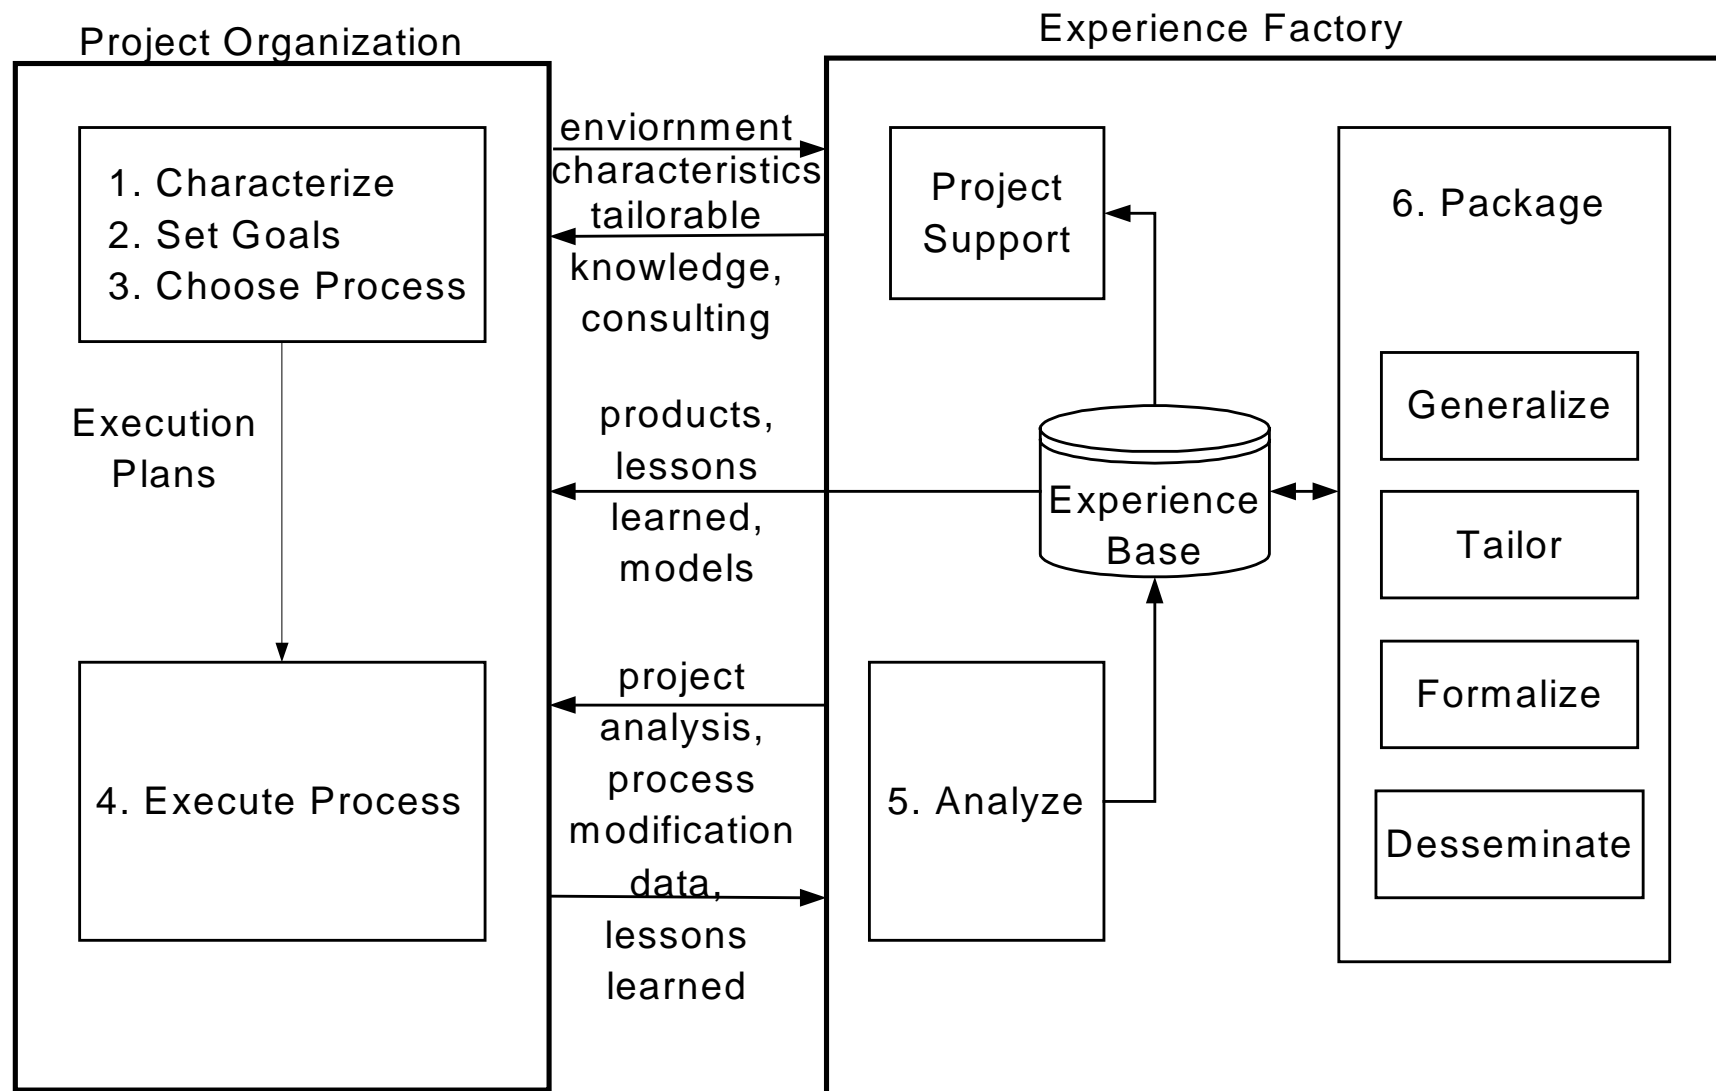 Project Organization
Experience Factory
1. Characterize
2. Set Goals
3. Choose Process
Execution
Plans
4. Execute Process
enviornment
characteristics
tailorable
knowledge,
consulting
products,
lessons
learned,
models
project
analysis,
process
modification
data,
lessons
learned
Project
Support
Experience
Base
5. Analyze
6. Package
Generalize
Tailor
Formalize
Desseminate